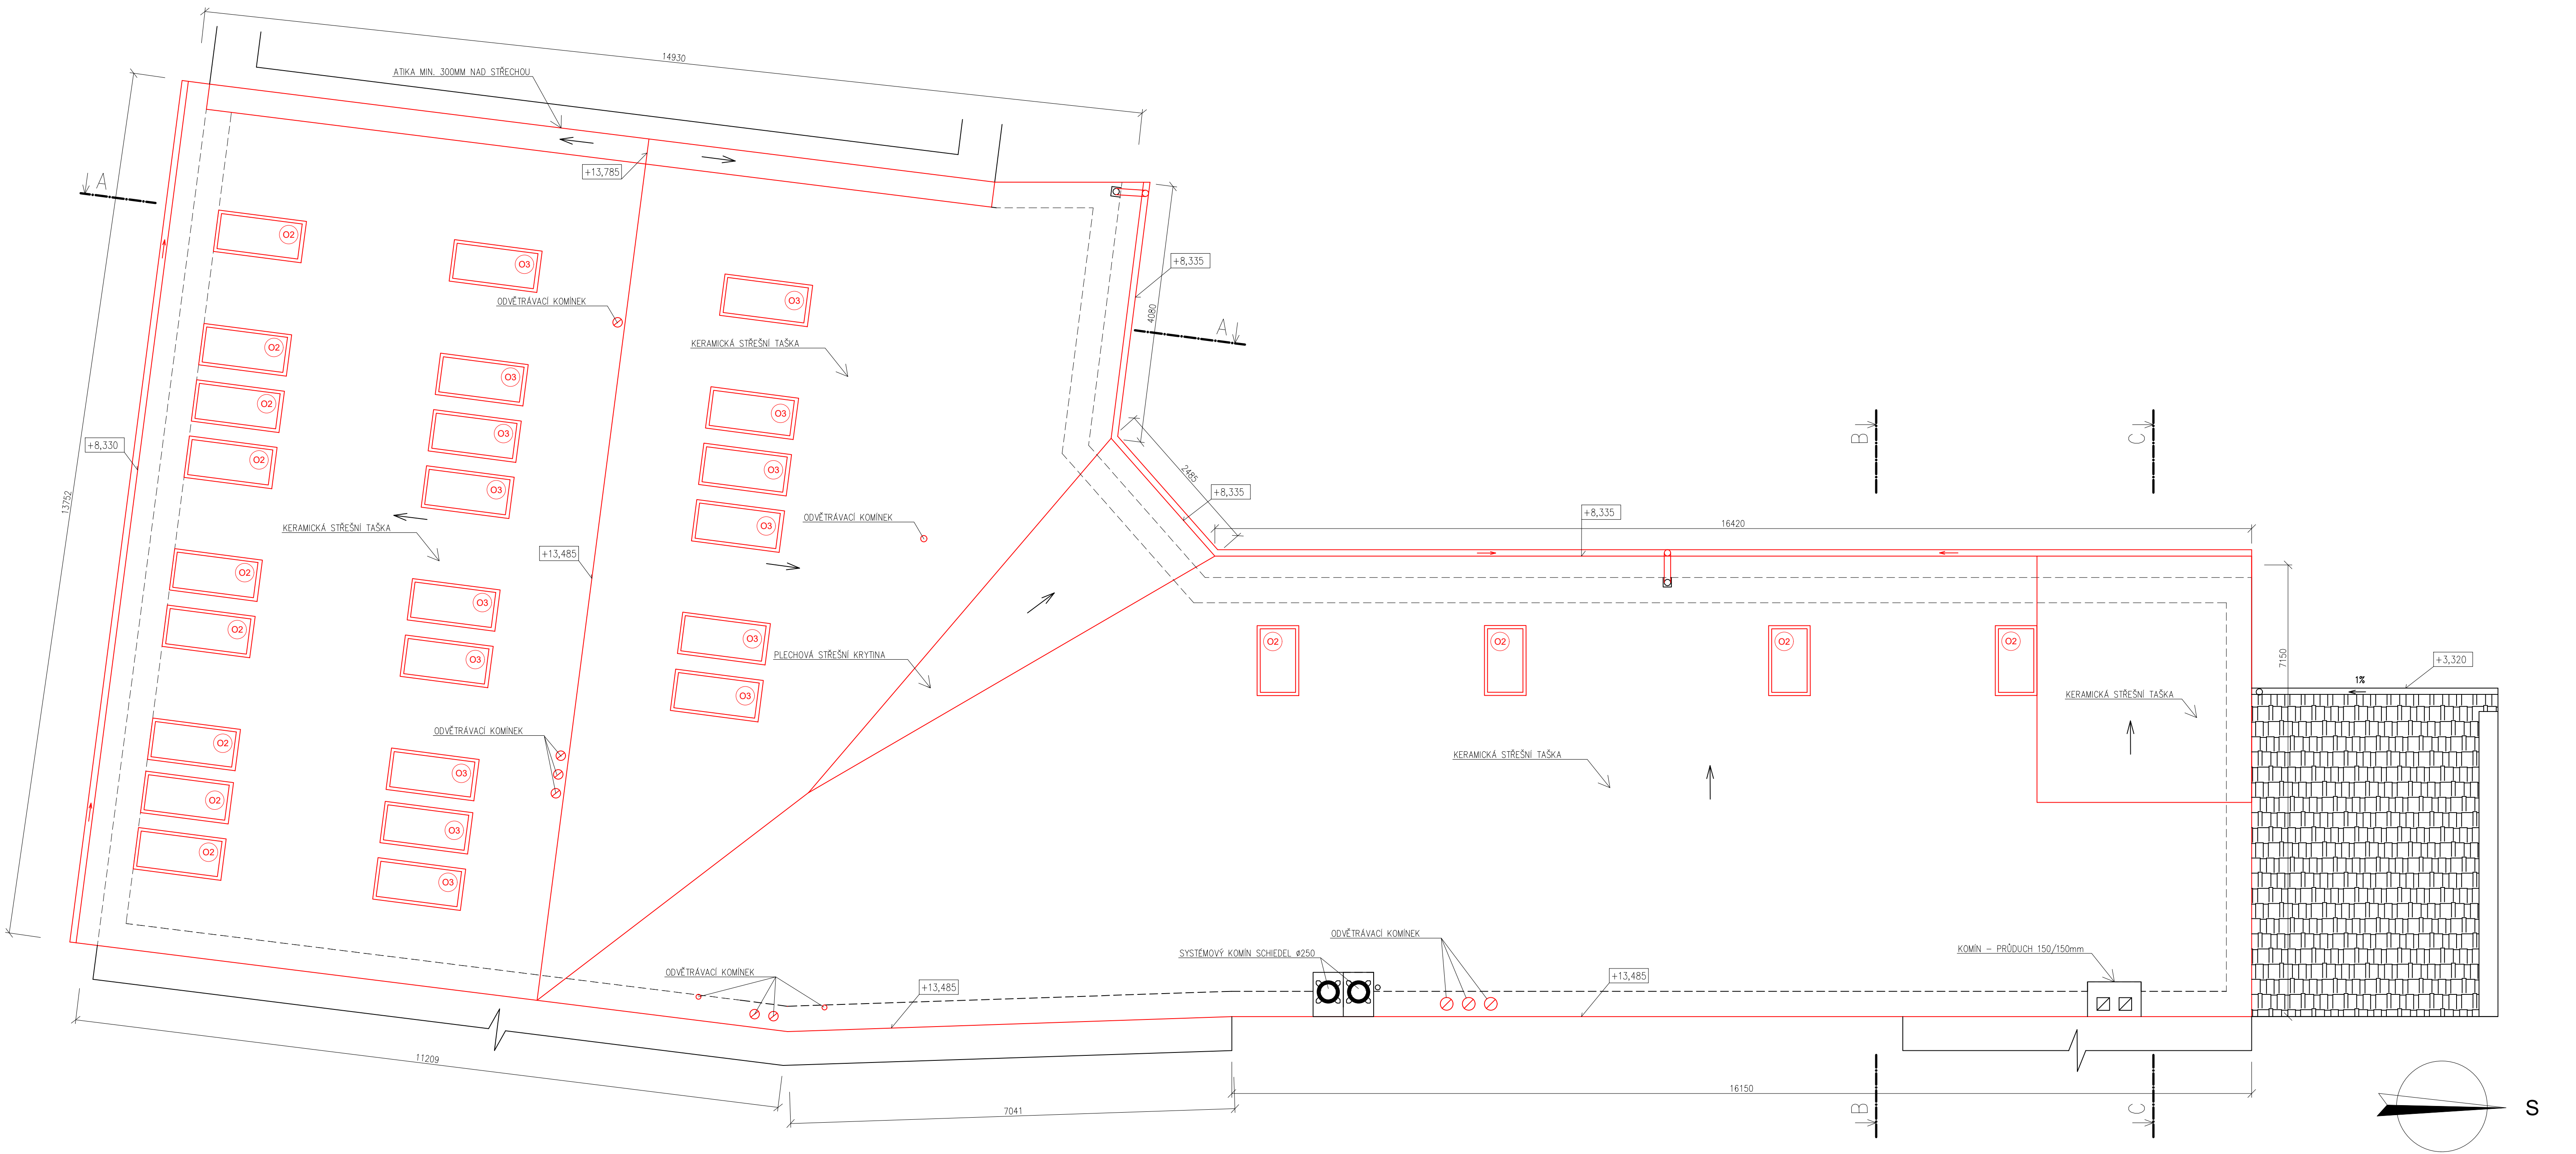 14930
ATIKA MIN. 300MM NAD STŘECHOU
+13,785
A
O2
O3
ODVĚTRÁVACÍ KOMÍNEK
O3
+8,335
4080
A
KERAMICKÁ STŘEŠNÍ TAŠKA
O2
O3
O2
O3
O3
+8,330
O2
O3
O3
O3
O3
2485
+8,335
13752
KERAMICKÁ STŘEŠNÍ TAŠKA
ODVĚTRÁVACÍ KOMÍNEK
+8,335
16420
B
C
+13,485
O2
O3
O2
O3
O3
O3
PLECHOVÁ STŘEŠNÍ KRYTINA
O2
O2
O2
O2
7150
+3,320
1%
KERAMICKÁ STŘEŠNÍ TAŠKA
ODVĚTRÁVACÍ KOMÍNEK
O2
O3
O2
O3
O2
O3
KERAMICKÁ STŘEŠNÍ TAŠKA
ODVĚTRÁVACÍ KOMÍNEK
+13,485
SYSTÉMOVÝ KOMÍN SCHIEDEL ø250
ODVĚTRÁVACÍ KOMÍNEK
+13,485
KOMÍN – PRŮDUCH 150/150mm
11209
7041
16150
B
C
S